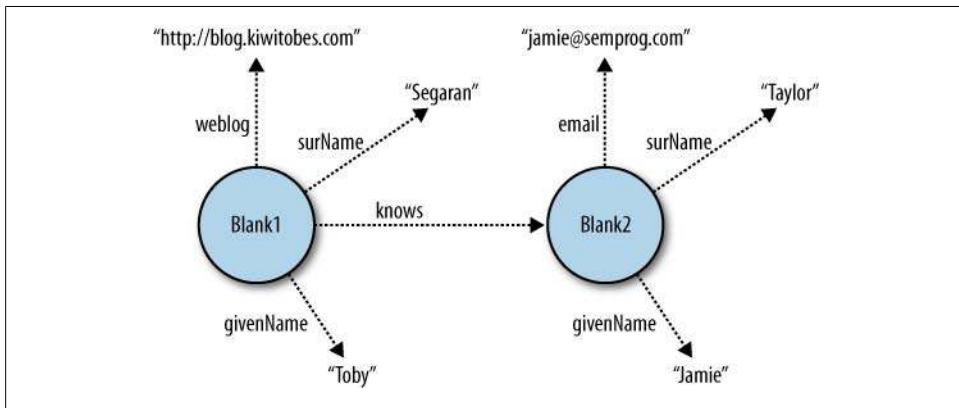 “http://blog.kiwitobes.com”
“jamie@semprog.com”
“Segaran”
“Taylor”
weblog
surName
email
surName
Blank1
knows
Blank2
givenName
givenName
“Toby”
“Jamie”